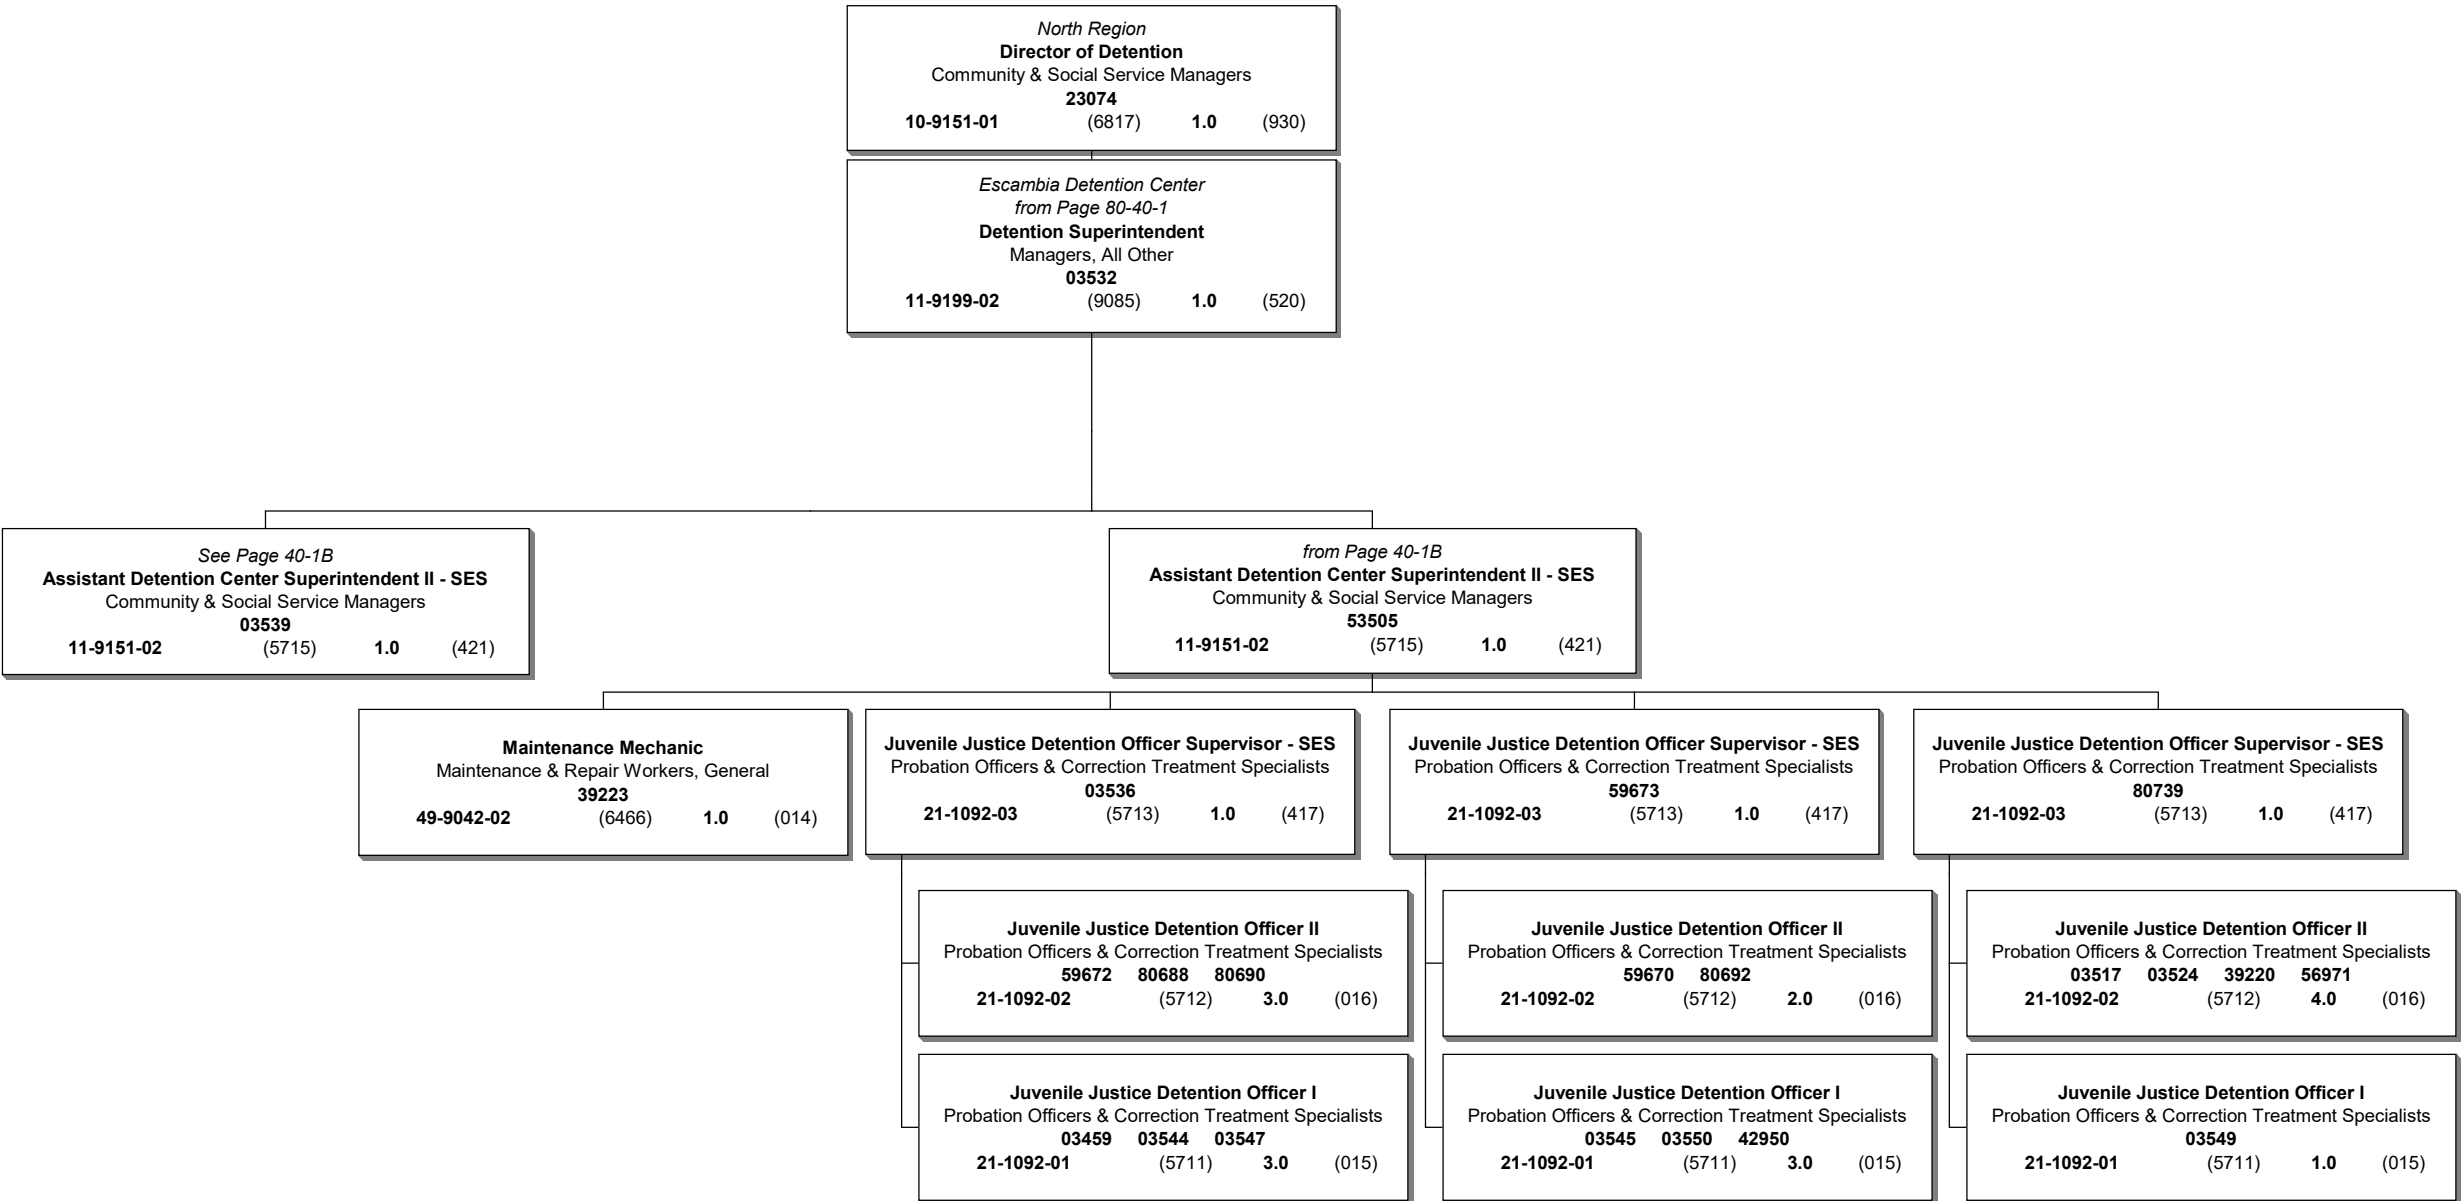 North Region
Director of Detention
Community & Social Service Managers
23074
10-9151-01 (6817) 1.0 (930)
Escambia Detention Center
from Page 80-40-1
Detention Superintendent
Managers, All Other
03532
11-9199-02 (9085) 1.0 (520)
See Page 40-1B
Assistant Detention Center Superintendent II - SES
Community & Social Service Managers
03539
11-9151-02 (5715) 1.0 (421)
from Page 40-1B
Assistant Detention Center Superintendent II - SES
Community & Social Service Managers
53505
11-9151-02 (5715) 1.0 (421)
Maintenance Mechanic
Maintenance & Repair Workers, General
39223
49-9042-02 (6466) 1.0 (014)
Juvenile Justice Detention Officer Supervisor - SES
Probation Officers & Correction Treatment Specialists
03536
21-1092-03 (5713) 1.0 (417)
Juvenile Justice Detention Officer Supervisor - SES
Probation Officers & Correction Treatment Specialists
59673
21-1092-03 (5713) 1.0 (417)
Juvenile Justice Detention Officer Supervisor - SES
Probation Officers & Correction Treatment Specialists
80739
21-1092-03 (5713) 1.0 (417)
Juvenile Justice Detention Officer II
Probation Officers & Correction Treatment Specialists
59672 80688 80690
21-1092-02 (5712) 3.0 (016)
Juvenile Justice Detention Officer II
Probation Officers & Correction Treatment Specialists
59670 80692
21-1092-02 (5712) 2.0 (016)
Juvenile Justice Detention Officer II
Probation Officers & Correction Treatment Specialists
03517 03524 39220 56971
21-1092-02 (5712) 4.0 (016)
Juvenile Justice Detention Officer I
Probation Officers & Correction Treatment Specialists
03459 03544 03547
21-1092-01 (5711) 3.0 (015)
Juvenile Justice Detention Officer I
Probation Officers & Correction Treatment Specialists
03545 03550 42950
21-1092-01 (5711) 3.0 (015)
Juvenile Justice Detention Officer I
Probation Officers & Correction Treatment Specialists
03549
21-1092-01 (5711) 1.0 (015)